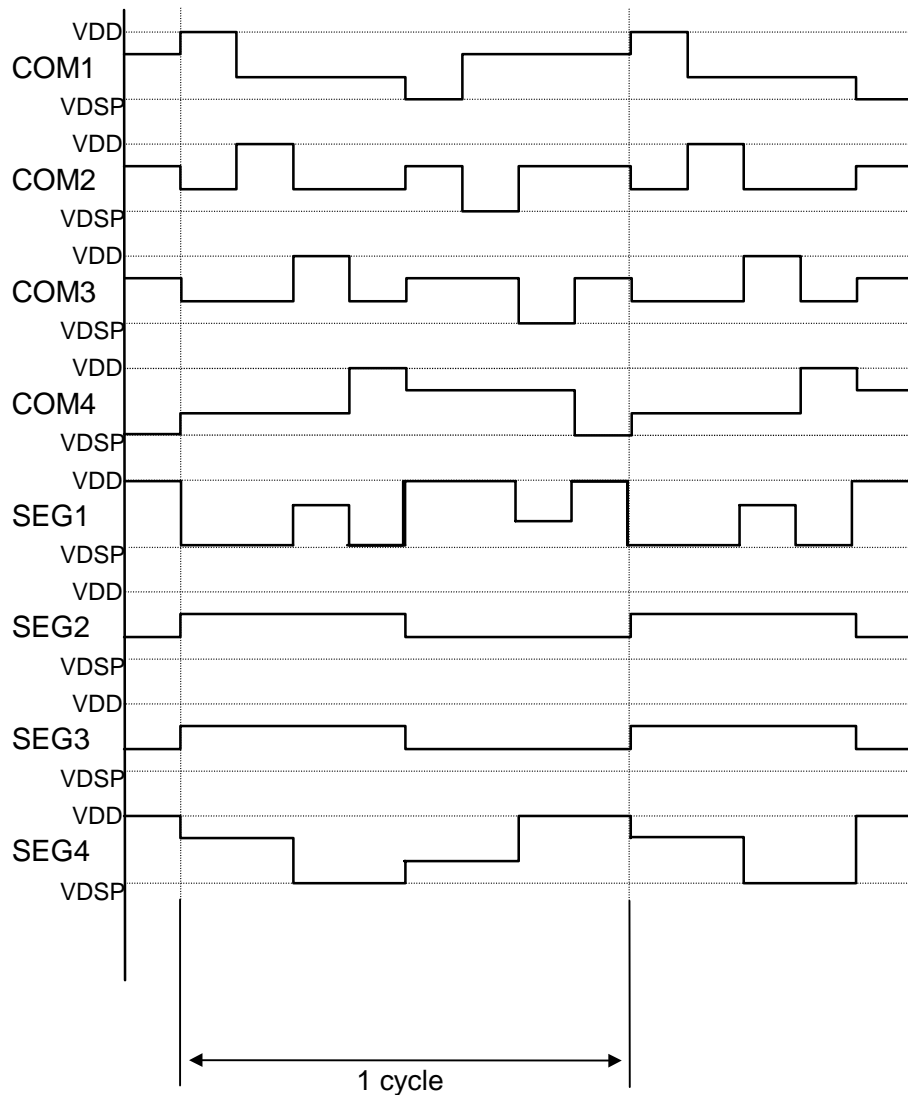 VDD
COM1
VDSP
VDD
COM2
VDSP
VDD
COM3
VDSP
VDD
COM4
VDSP
VDD
SEG1
VDSP
VDD
SEG2
VDSP
VDD
SEG3
VDSP
VDD
SEG4
VDSP
1 cycle